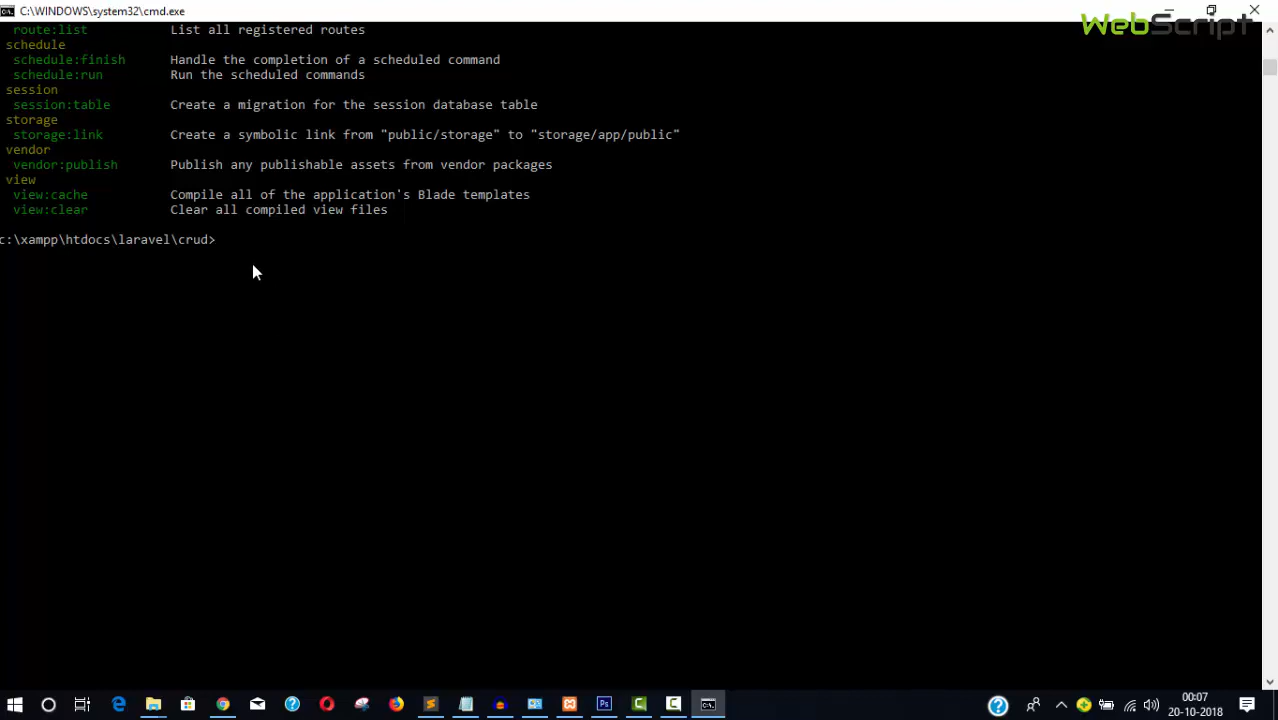 C:\WINDOWS\system32\cmd.exe
WebScript
route:list List all registered routes
schedule
schedule:finish Handle the completion of a scheduled command
schedule:run Run the scheduled commands
session
session:table Create a migration for the session database table
storage
storage:link Create a symbolic link from "public/storage" to "storage/app/public"
vendor
vendor:publish Publish any publishable assets from vendor packages
view
view:cache Compile all of the application's Blade templates
view:clear Clear all compiled view files
c:\xampp\htdocs\laravel\crud>
Ps
00:07
20-10-2018